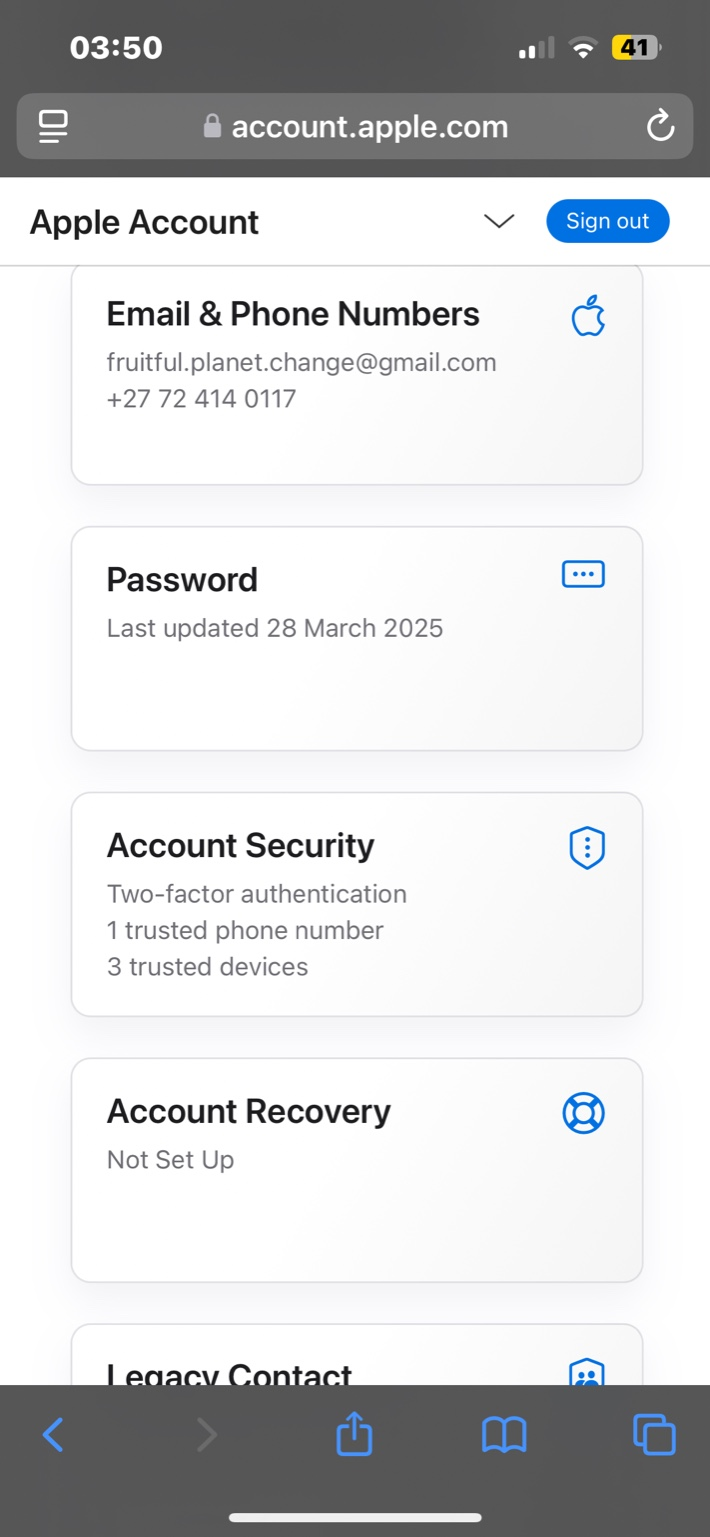 03:50
41
account.apple.com
Apple Account
Sign out
Email & Phone Numbers
fruitful.planet.change@gmail.com
+27 72 414 0117
Password
Last updated 28 March 2025
Account Security
Two-factor authentication
1 trusted phone number
3 trusted devices
Account Recovery
Not Set Up
Legacy Contact